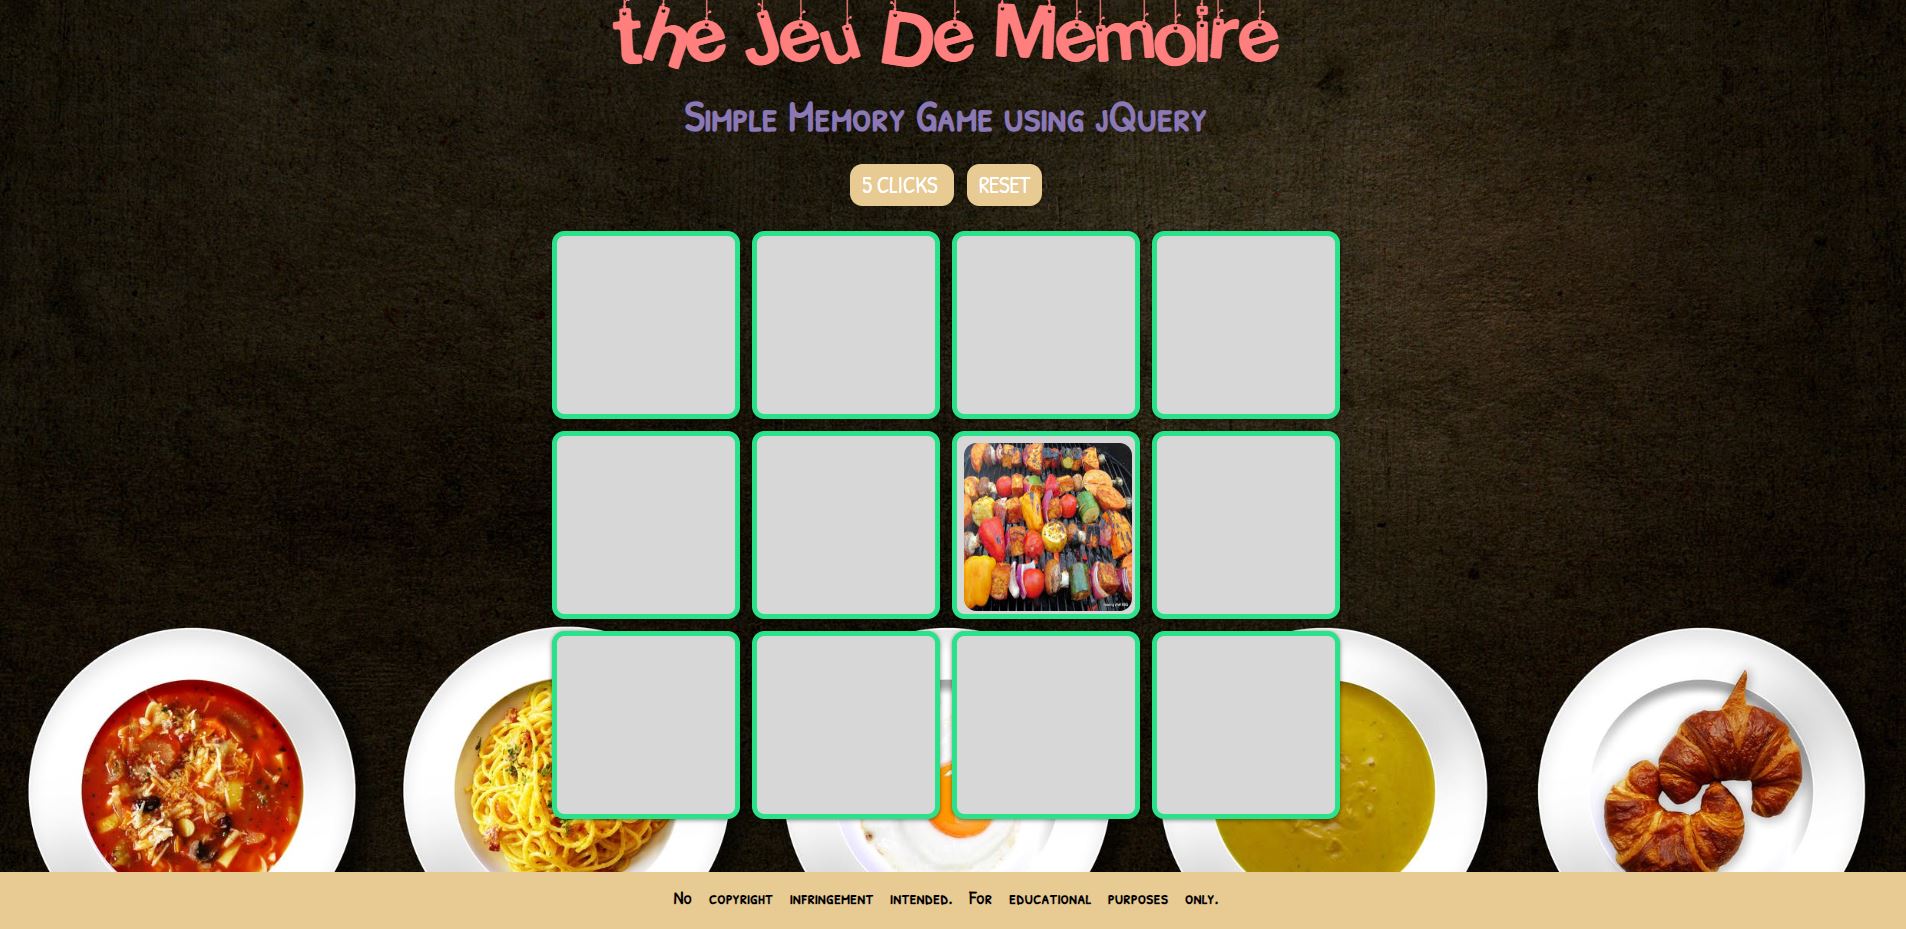 the Jeu De Memoire
Simple Memory Game using jQuery
5 CLICKS
RESET
No copyright infringement intended. For educational purposes only.